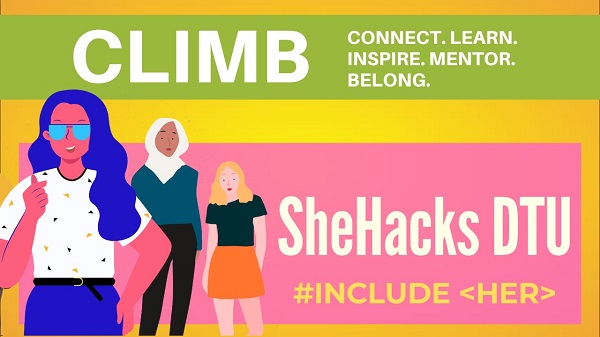 CLIMB
CONNECT. LEARN.
INSPIRE. MENTOR.
BELONG.
SheHacks DTU
#INCLUDE <HER>